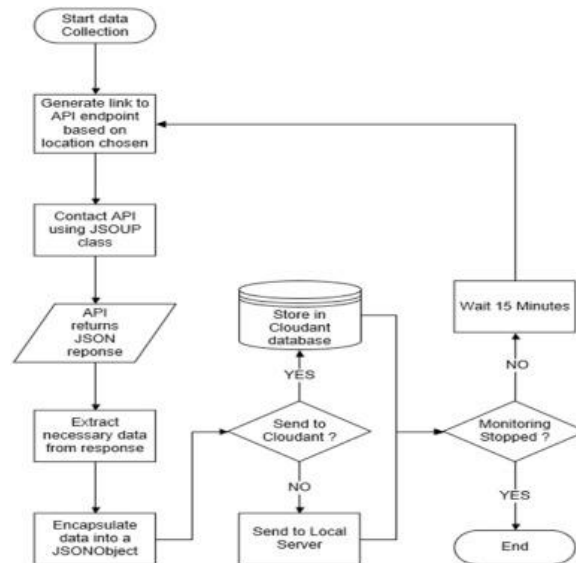 Start data
Collection
Generate link to
API endpoint
based on
location chosen
Contact API
using JSOUP
class
API
returns
JSON
reponse
Extract
necessary data
from response
Encapsulate
data into a
JSONObject
Store in
Cloudant
database
YES
Send to
Cloudant ?
NO
Send to Local
Server
Wait 15 Minutes
NO
Monitoring
Stopped ?
YES
End